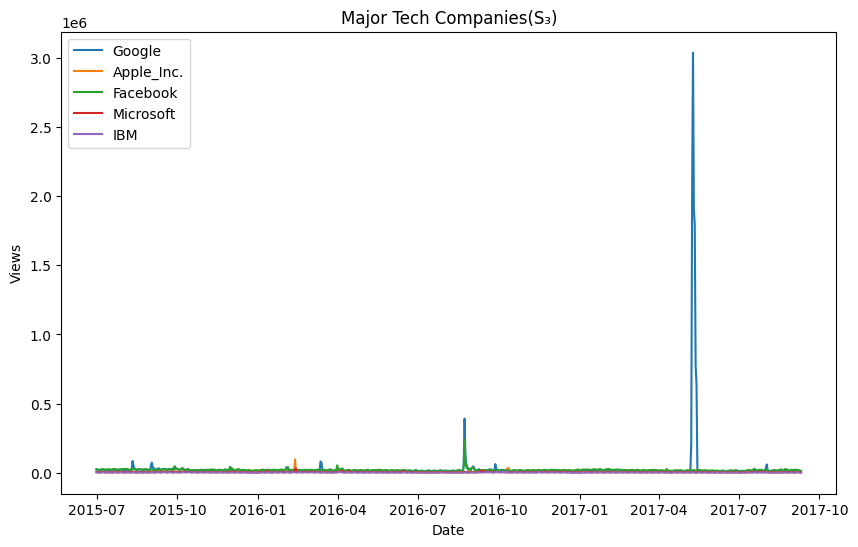 Major Tech Companies(S₃)
1e6
Google
Apple_Inc.
Facebook
Microsoft
IBM
3.0
2.5
2.0
1.5
1.0
0.5
0.0
Views
2015-07 2015-10 2016-01 2016-04 2016-07 2016-10 2017-01 2017-04 2017-07 2017-10
Date